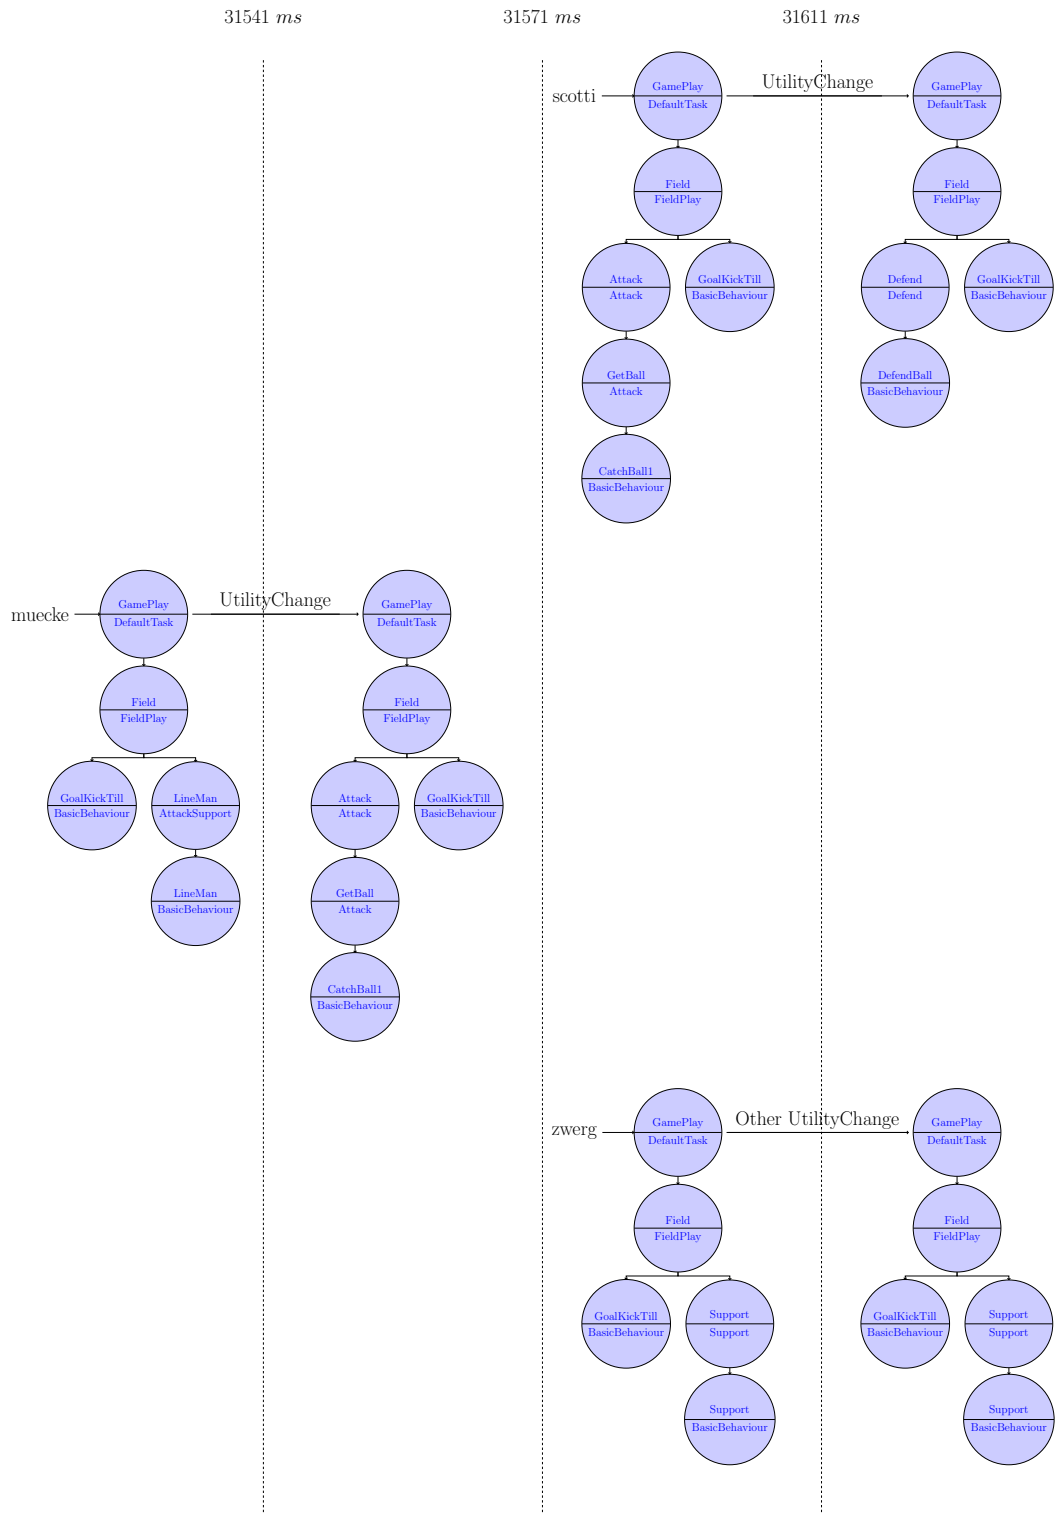 31541 ms 31571 ms 31611 ms
scotti
GamePlay
DefaultTask
UtilityChange
GamePlay
DefaultTask
Field
FieldPlay
Field
FieldPlay
Attack
Attack
GoalKickTill
BasicBehaviour
Defend
Defend
GoalKickTill
BasicBehaviour
GetBall
Attack
DefendBall
BasicBehaviour
CatchBall1
BasicBehaviour
muecke
GamePlay
DefaultTask
UtilityChange
GamePlay
DefaultTask
Field
FieldPlay
Field
FieldPlay
GoalKickTill
BasicBehaviour
LineMan
AttackSupport
Attack
Attack
GoalKickTill
BasicBehaviour
LineMan
BasicBehaviour
GetBall
Attack
CatchBall1
BasicBehaviour
zwerg
GamePlay
DefaultTask
Other UtilityChange
GamePlay
DefaultTask
Field
FieldPlay
Field
FieldPlay
GoalKickTill
BasicBehaviour
Support
Support
GoalKickTill
BasicBehaviour
Support
Support
Support
BasicBehaviour
Support
BasicBehaviour